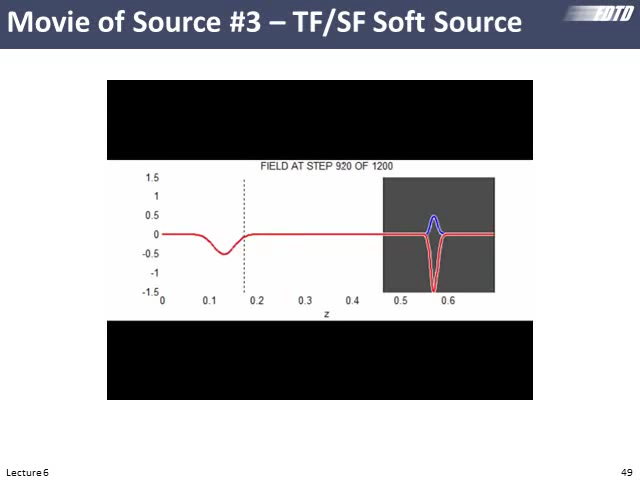 Movie of Source #3 – TF/SF Soft Source
FDTD
FIELD AT STEP 920 OF 1200
1.5
1
0.5
0
-0.5
-1
-1.5
0 0.1 0.2 0.3 0.4 0.5 0.6
z
Lecture 6
49